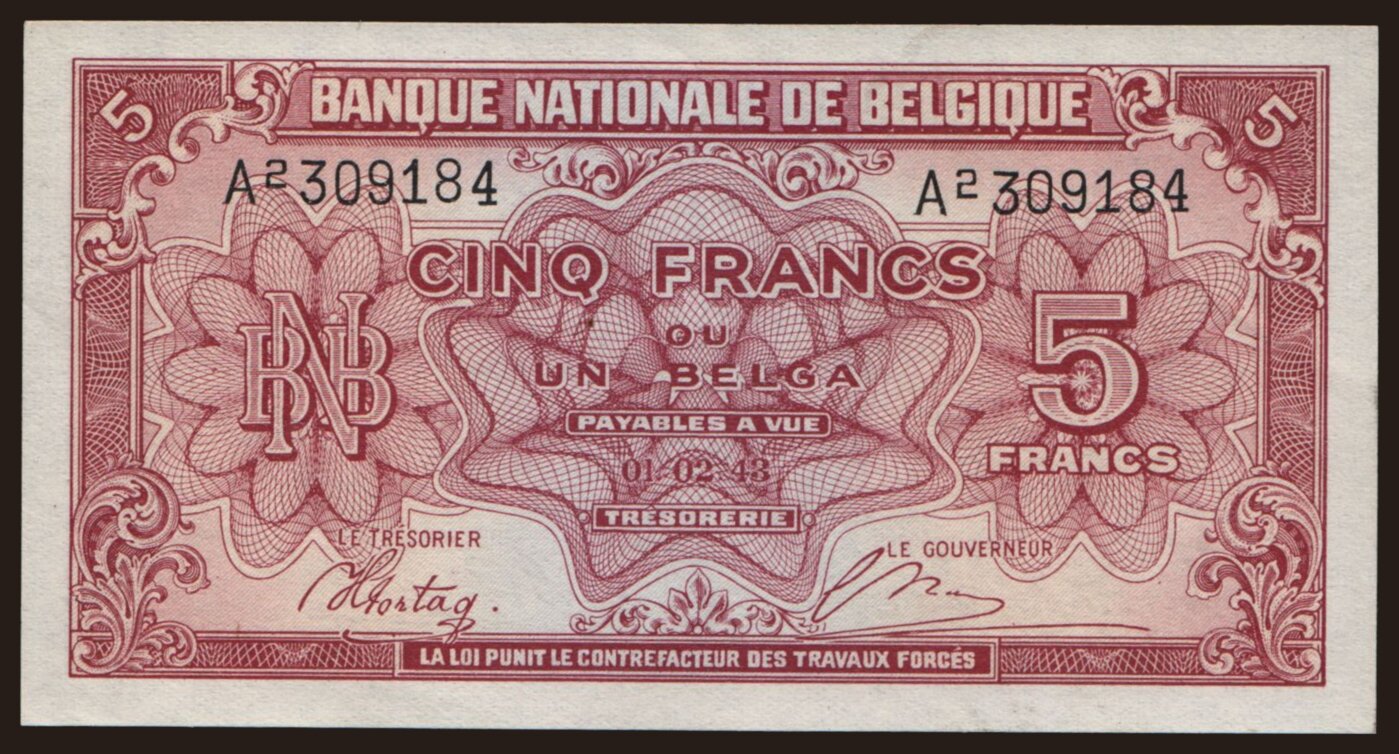 5 BANQUE NATIONALE DE BELGIQUE 5
A2 309184 A2 309184
CINQ FRANCS
OU
UN BELGA
PAYABLES A VUE
BNB
5
FRANCS
01-02-43
TRÉSORERIE
LE TRÉSORIER
LE GOUVERNEUR
LA LOI PUNIT LE CONTREFACTEUR DES TRAVAUX FORCÉS